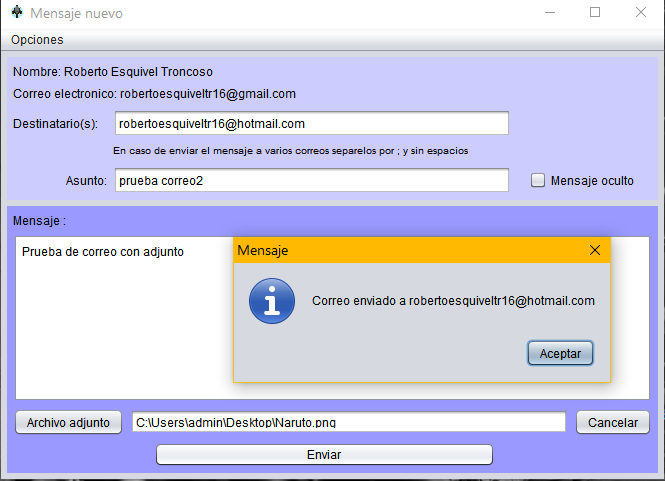 Mensaje nuevo
Opciones
Nombre: Roberto Esquivel Troncoso
Correo electronico: robertoesquiveltr16@gmail.com
Destinatario(s): robertoesquiveltr16@hotmail.com
En caso de enviar el mensaje a varios correos separelos por ; y sin espacios
Asunto: prueba correo2 Mensaje oculto
Mensaje :
Prueba de correo con adjunto
Mensaje
Correo enviado a robertoesquiveltr16@hotmail.com
Aceptar
Archivo adjunto C:\Users\admin\Desktop\Naruto.png Cancelar
Enviar